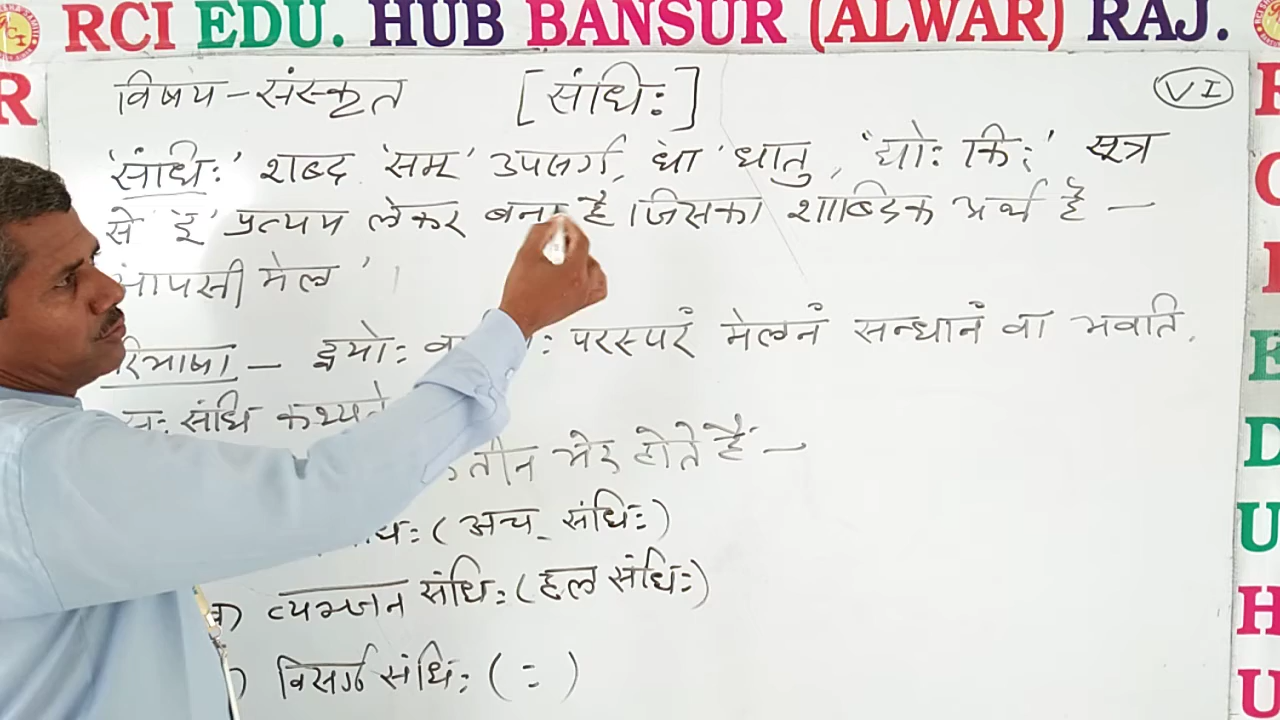 RCI EDU. HUB BANSUR (ALWAR) RAJ.
विषय - संस्कृत [संधिः] VI
'संधिः' शब्द 'सम' उपसर्ग, धा 'धातु, 'घोः किः' सूत्र
से 'इ' प्रत्यय लेकर बना है । जिसका शाब्दिक अर्थ है -
आपसी मेल' ।
रिभाषा - द्वयोः परस्परं मेलनं सन्धानं वा भवति.
संधि कथ्यते
तीन भेद होते हैं -
धिः ( अच् संधिः )
व्यञ्जन संधिः ( हल संधिः )
) विसर्ग संधिः ( : )
R
R
C
I
E
D
U
H
U